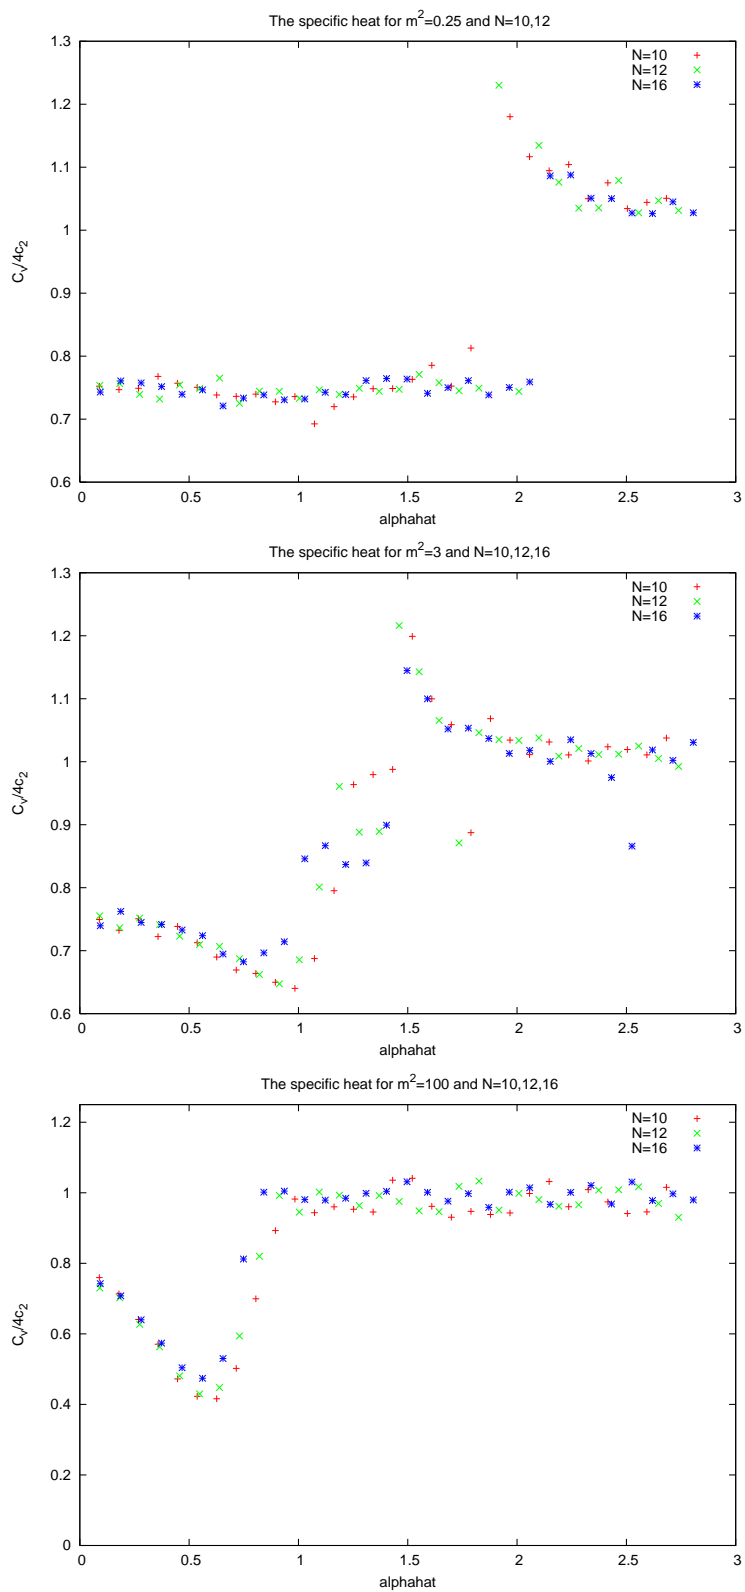 The specific heat for m²=0.25 and N=10,12
1.3
1.2
1.1
1
0.9
0.8
0.7
0.6
C_v/4c_2
N=10
N=12
N=16
0 0.5 1 1.5 2 2.5 3
alphahat
The specific heat for m²=3 and N=10,12,16
1.3
1.2
1.1
1
0.9
0.8
0.7
0.6
C_v/4c_2
N=10
N=12
N=16
0 0.5 1 1.5 2 2.5 3
alphahat
The specific heat for m²=100 and N=10,12,16
1.2
1
0.8
0.6
0.4
0.2
0
C_v/4c_2
N=10
N=12
N=16
0 0.5 1 1.5 2 2.5 3
alphahat